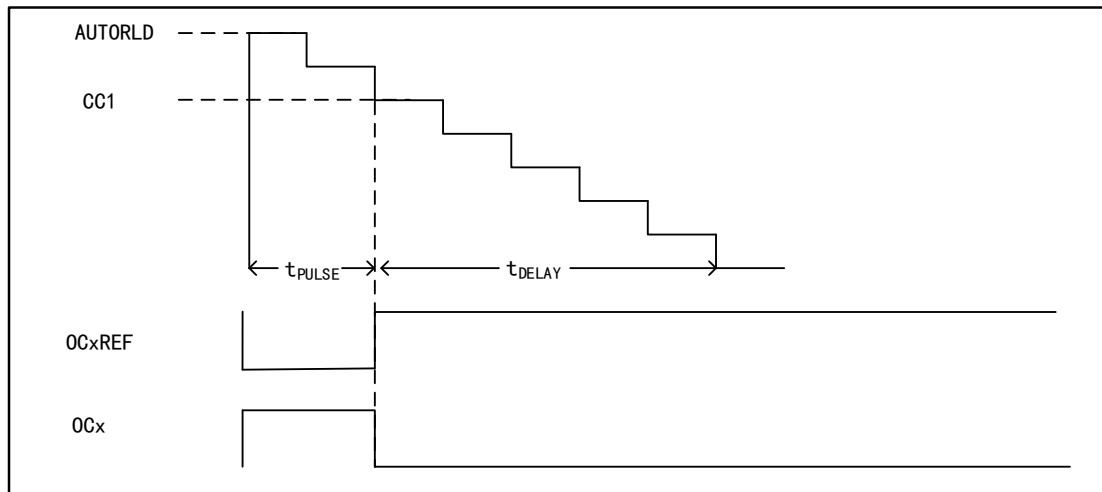 AUTORLD
CC1
tPULSE
tDELAY
OCxREF
OCx